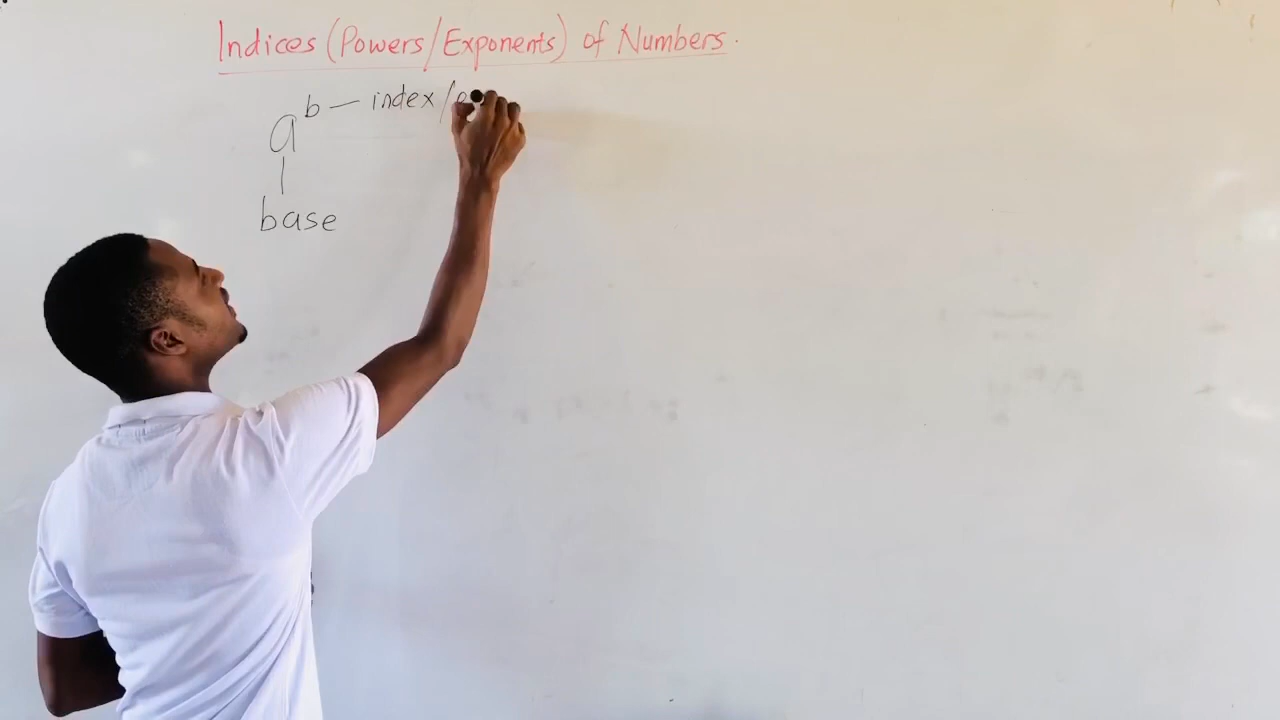 Indices (Powers/Exponents) of Numbers.
a^b — index/
base